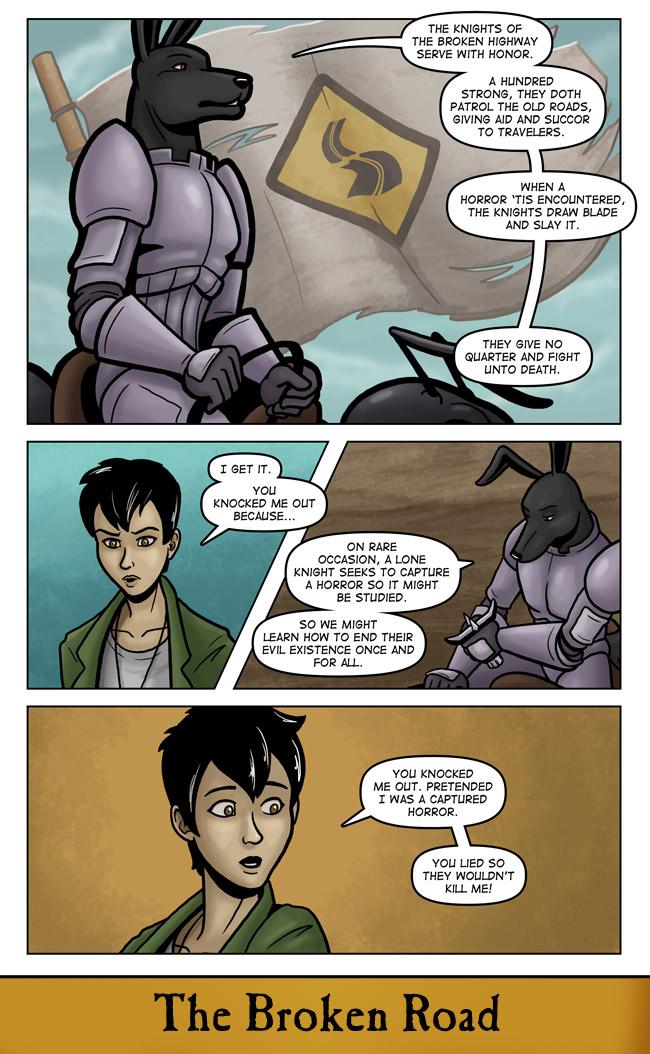 THE KNIGHTS OF
THE BROKEN HIGHWAY
SERVE WITH HONOR.
A HUNDRED
STRONG, THEY DOTH
PATROL THE OLD ROADS,
GIVING AID AND SUCCOR
TO TRAVELERS.
WHEN A
HORROR 'TIS ENCOUNTERED,
THE KNIGHTS DRAW BLADE
AND SLAY IT.
THEY GIVE NO
QUARTER AND FIGHT
UNTO DEATH.
I GET IT.
YOU
KNOCKED ME OUT
BECAUSE...
ON RARE
OCCASION, A LONE
KNIGHT SEEKS TO CAPTURE
A HORROR SO IT MIGHT
BE STUDIED.
SO WE MIGHT
LEARN HOW TO END THEIR
EVIL EXISTENCE ONCE AND
FOR ALL.
YOU KNOCKED
ME OUT. PRETENDED
I WAS A CAPTURED
HORROR.
YOU LIED SO
THEY WOULDN'T
KILL ME!
The Broken Road